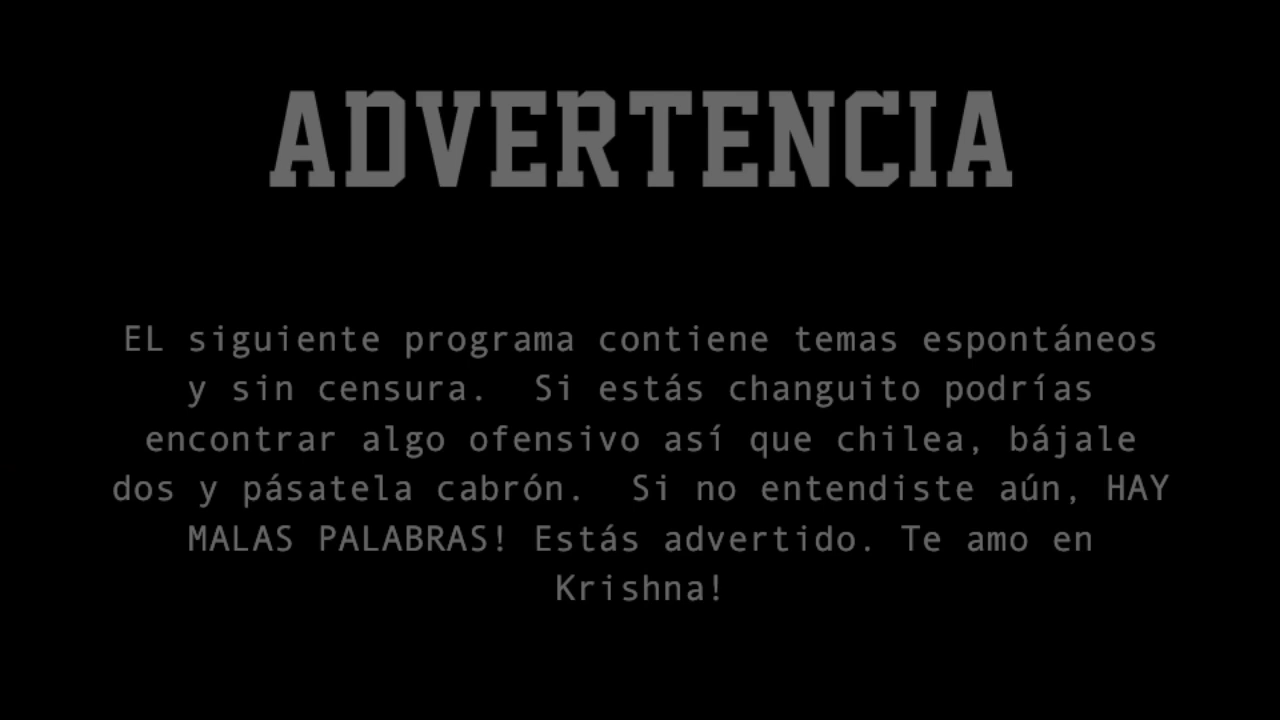 ADVERTENCIA
EL siguiente programa contiene temas espontáneos
y sin censura.  Si estás changuito podrías
encontrar algo ofensivo así que chilea, bájale
dos y pásatela cabrón.  Si no entendiste aún, HAY
MALAS PALABRAS! Estás advertido. Te amo en
Krishna!